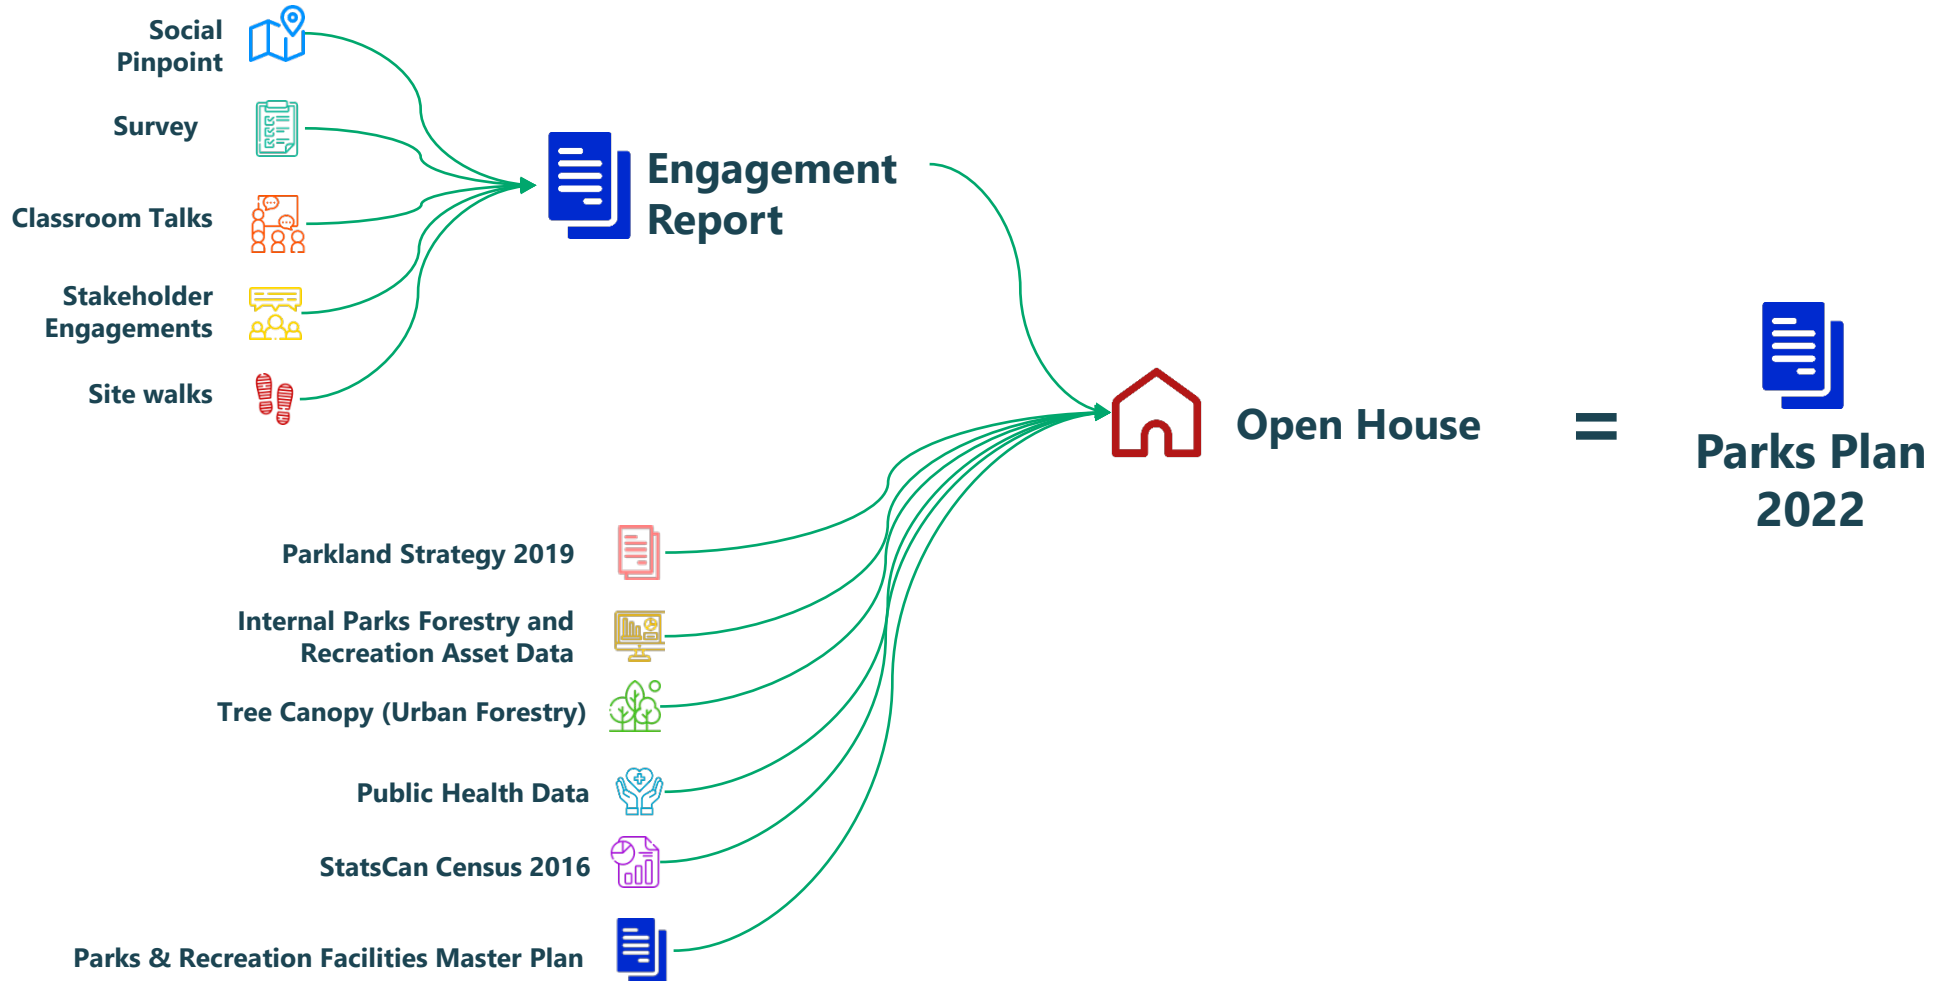 Social
Pinpoint
Survey
Classroom Talks
Stakeholder
Engagements
Site walks
Engagement
Report
Open House
=
Parks Plan
2022
Parkland Strategy 2019
Internal Parks Forestry and
Recreation Asset Data
Tree Canopy (Urban Forestry)
Public Health Data
StatsCan Census 2016
Parks & Recreation Facilities Master Plan